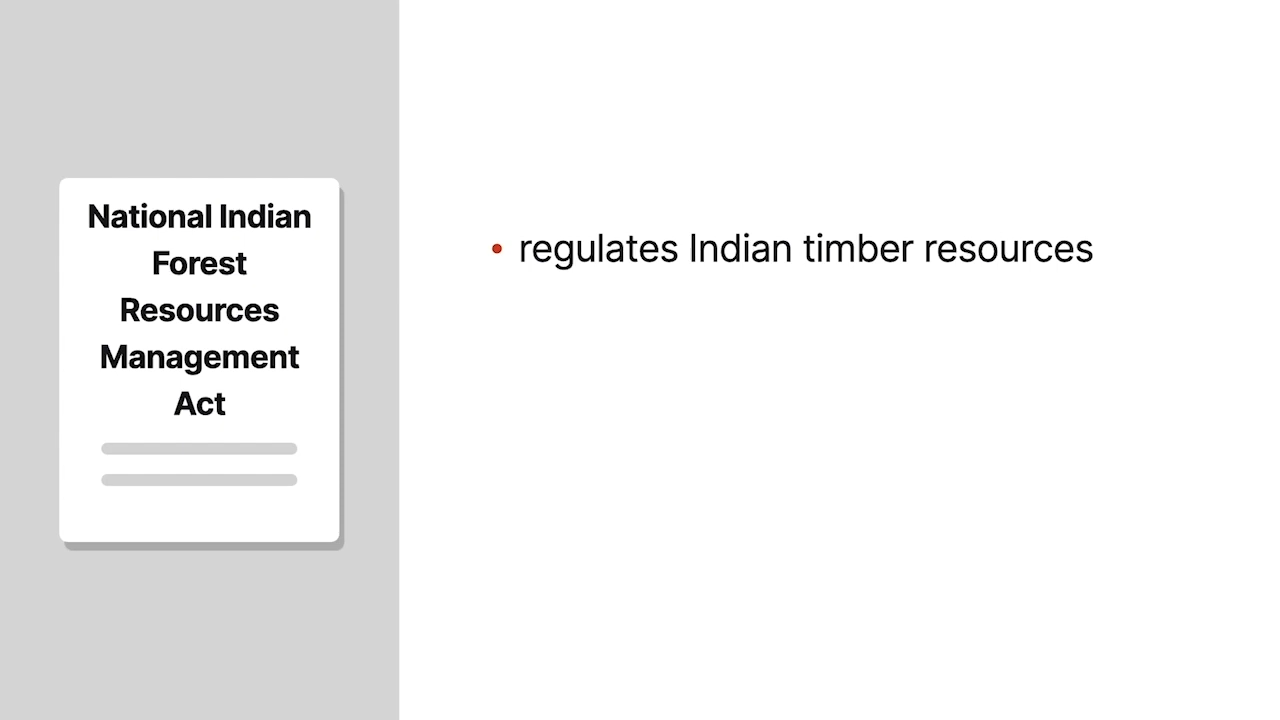 National Indian
Forest
Resources
Management
Act
• regulates Indian timber resources